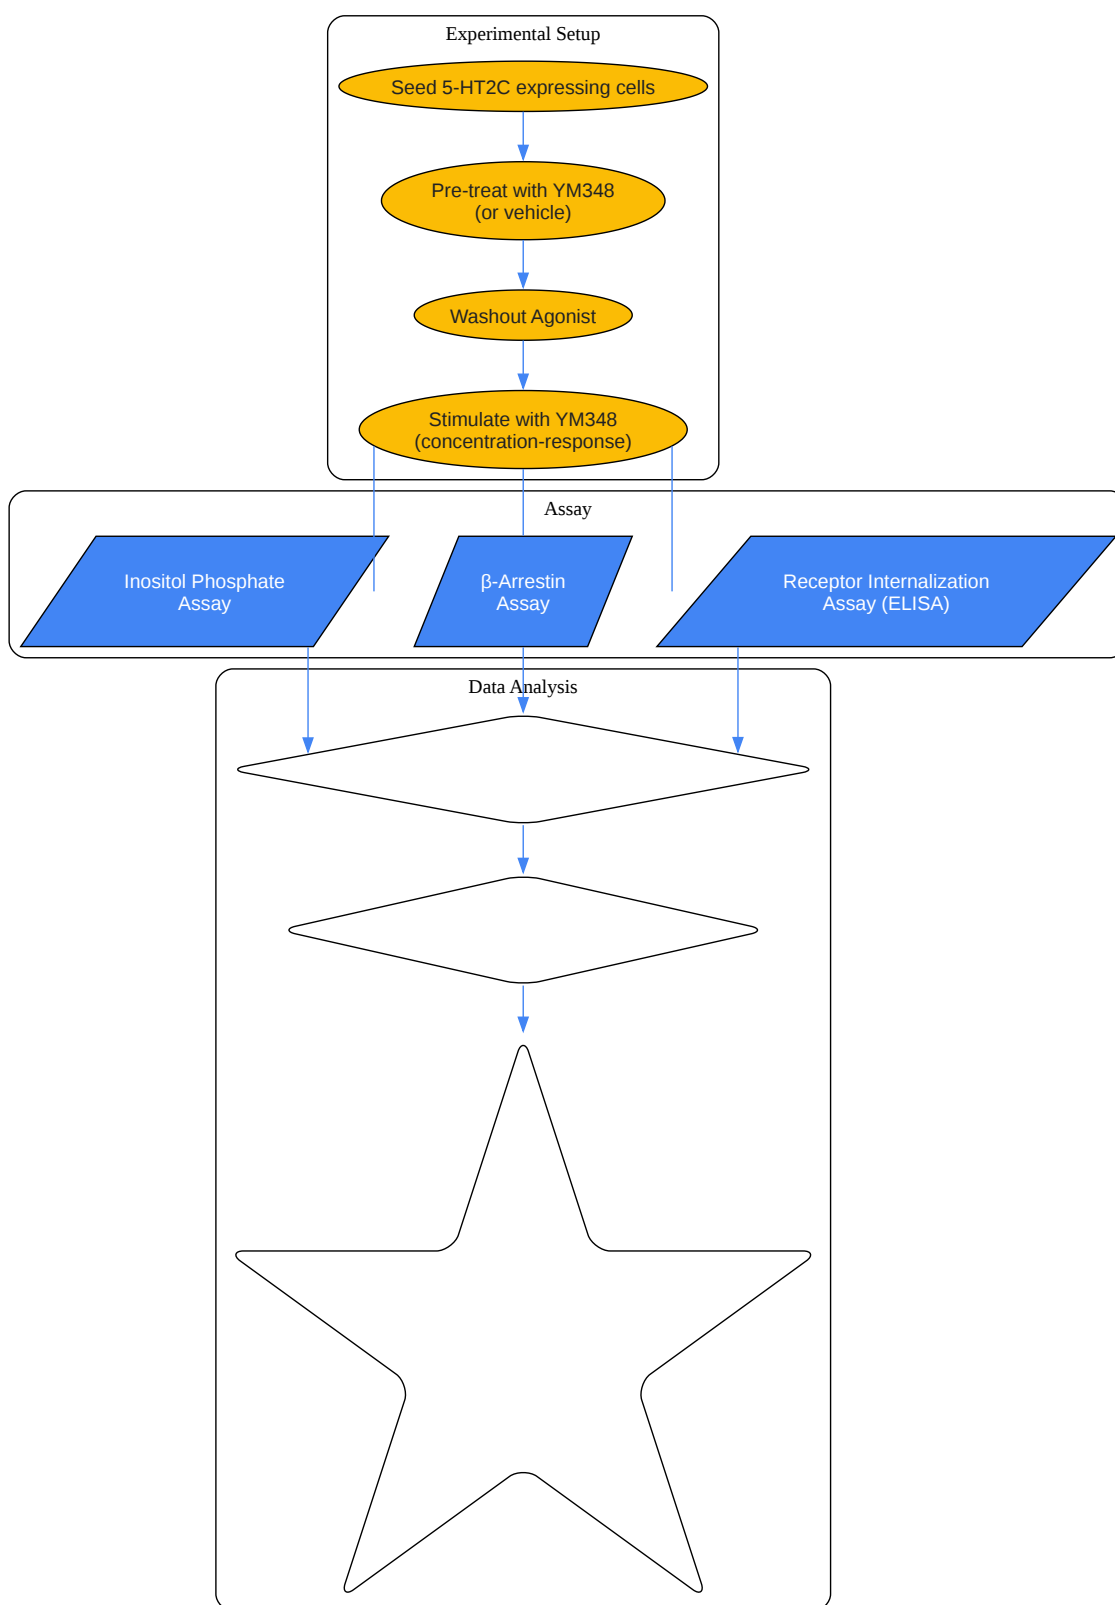 Experimental Setup
Seed 5-HT2C expressing cells
Pre-treat with YM348
(or vehicle)
Washout Agonist
Stimulate with YM348
(concentration-response)
Assay
Inositol Phosphate
Assay
β-Arrestin
Assay
Receptor Internalization
Assay (ELISA)
Data Analysis